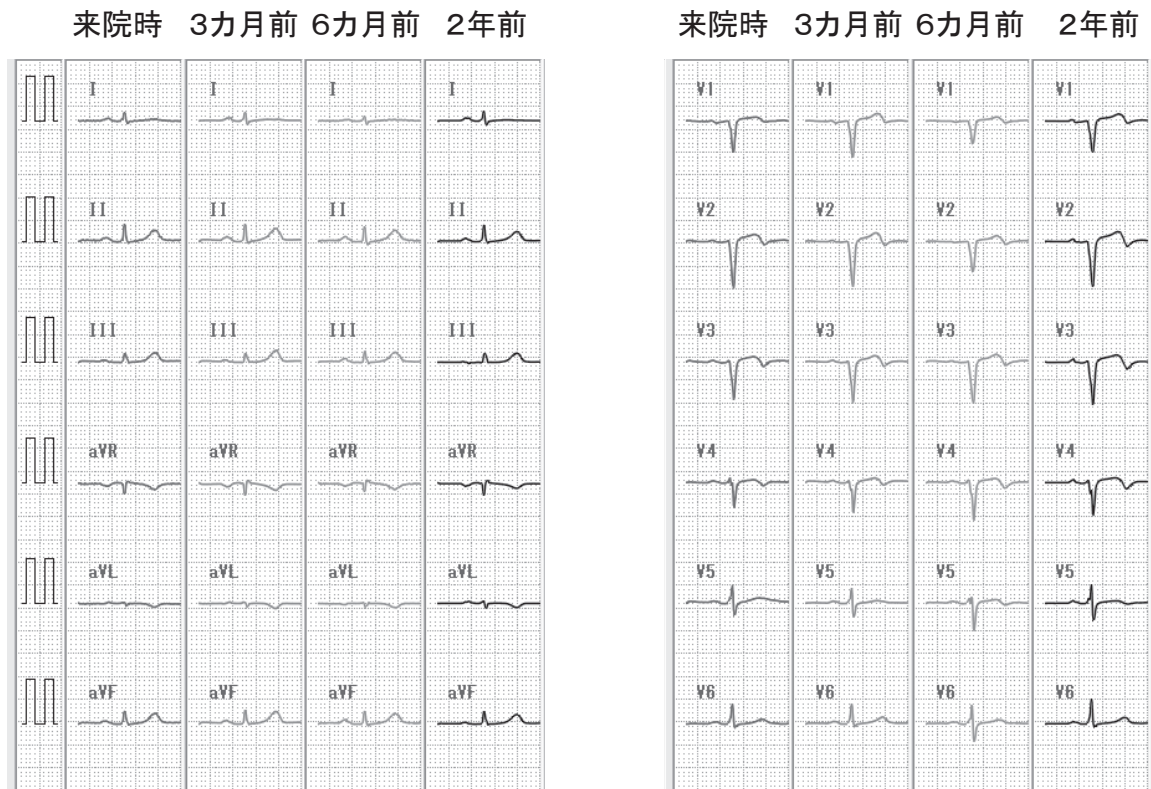 来院時 3カ月前 6カ月前 2年前 来院時 3カ月前 6カ月前 2年前
I I I I V1 V1 V1 V1
II II II II V2 V2 V2 V2
III III III III V3 V3 V3 V3
aVR aVR aVR aVR V4 V4 V4 V4
aVL aVL aVL aVL V5 V5 V5 V5
aVF aVF aVF aVF V6 V6 V6 V6